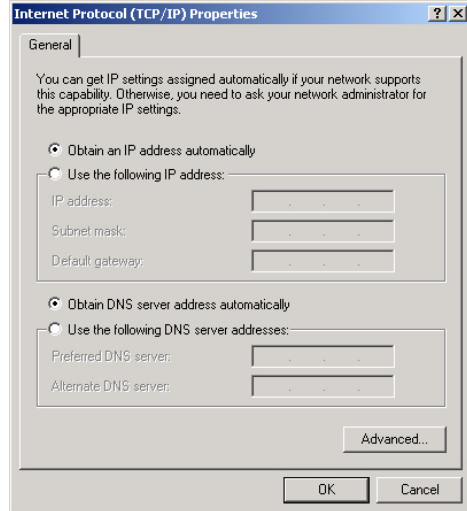 Internet Protocol (TCP/IP) Properties
General
You can get IP settings assigned automatically if your network supports
this capability. Otherwise, you need to ask your network administrator for
the appropriate IP settings.
Obtain an IP address automatically
Use the following IP address:
IP address:
Subnet mask:
Default gateway:
Obtain DNS server address automatically
Use the following DNS server addresses:
Preferred DNS server:
Alternate DNS server:
Advanced...
OK Cancel